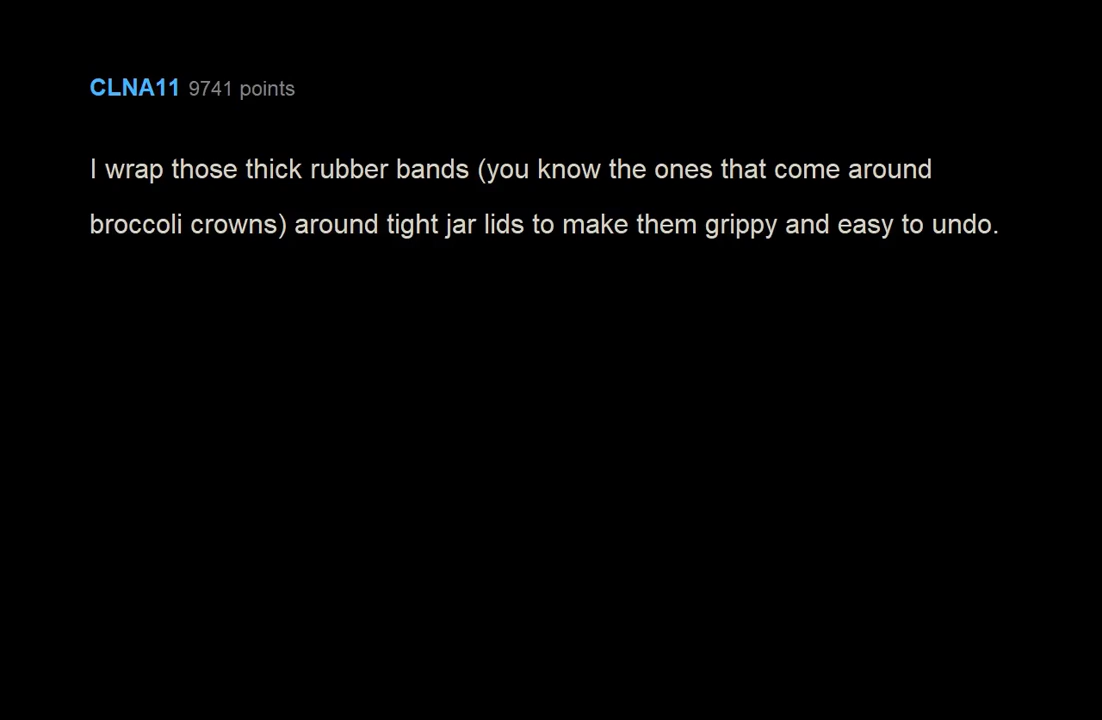 CLNA11 9741 points
I wrap those thick rubber bands (you know the ones that come around
broccoli crowns) around tight jar lids to make them grippy and easy to undo.